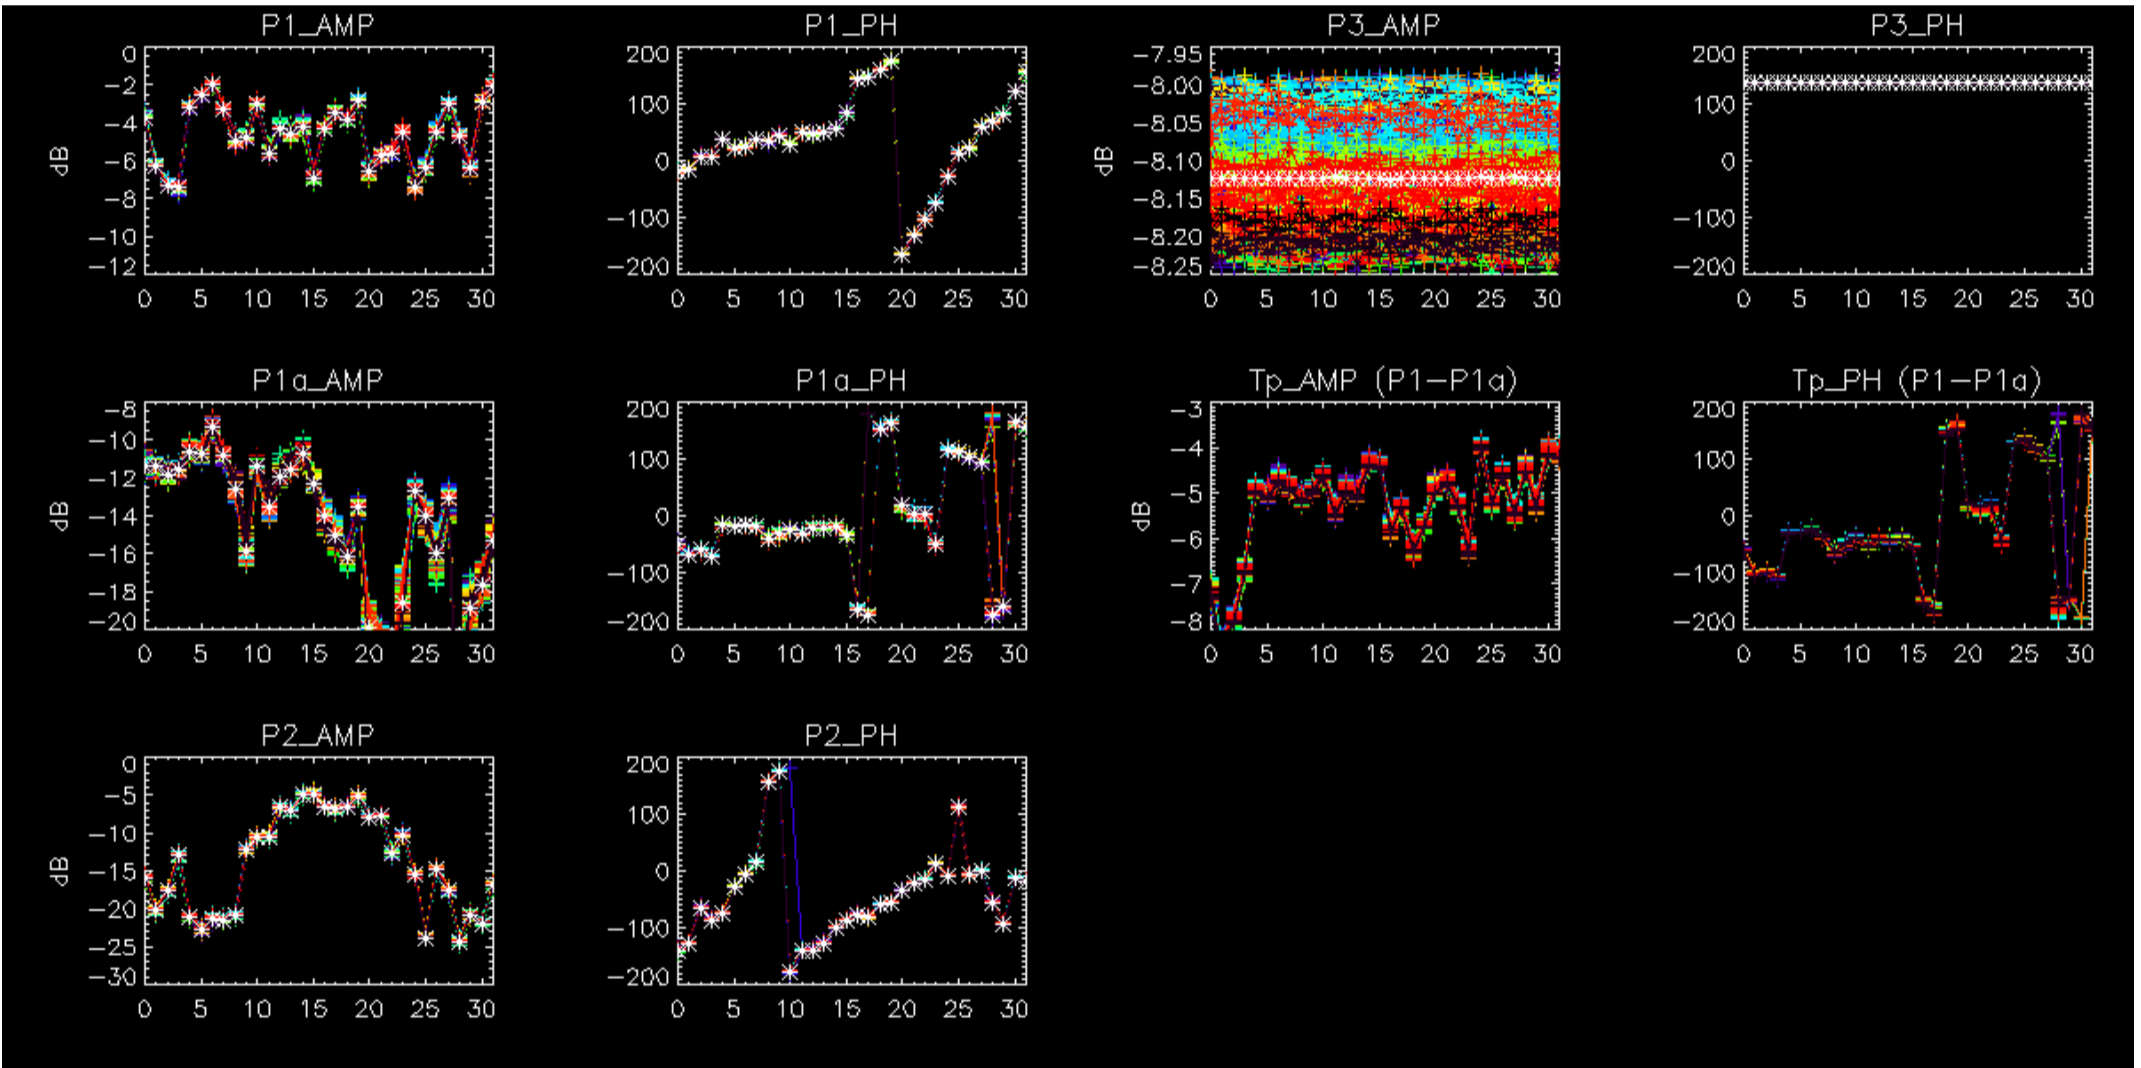 P1_AMP P1_PH P3_AMP P3_PH
0 -2 -4 -6 -8 -10 -12
dB
0 5 10 15 20 25 30
200 100 0 -100 -200
0 5 10 15 20 25 30
-7.95 -8.00 -8.05 -8.10 -8.15 -8.20 -8.25
dB
0 5 10 15 20 25 30
200 100 0 -100 -200
0 5 10 15 20 25 30
P1a_AMP P1a_PH Tp_AMP (P1-P1a) Tp_PH (P1-P1a)
-8 -10 -12 -14 -16 -18 -20
dB
0 5 10 15 20 25 30
200 100 0 -100 -200
0 5 10 15 20 25 30
-3 -4 -5 -6 -7 -8
dB
0 5 10 15 20 25 30
200 100 0 -100 -200
0 5 10 15 20 25 30
P2_AMP P2_PH
0 -5 -10 -15 -20 -25 -30
dB
0 5 10 15 20 25 30
200 100 0 -100 -200
0 5 10 15 20 25 30